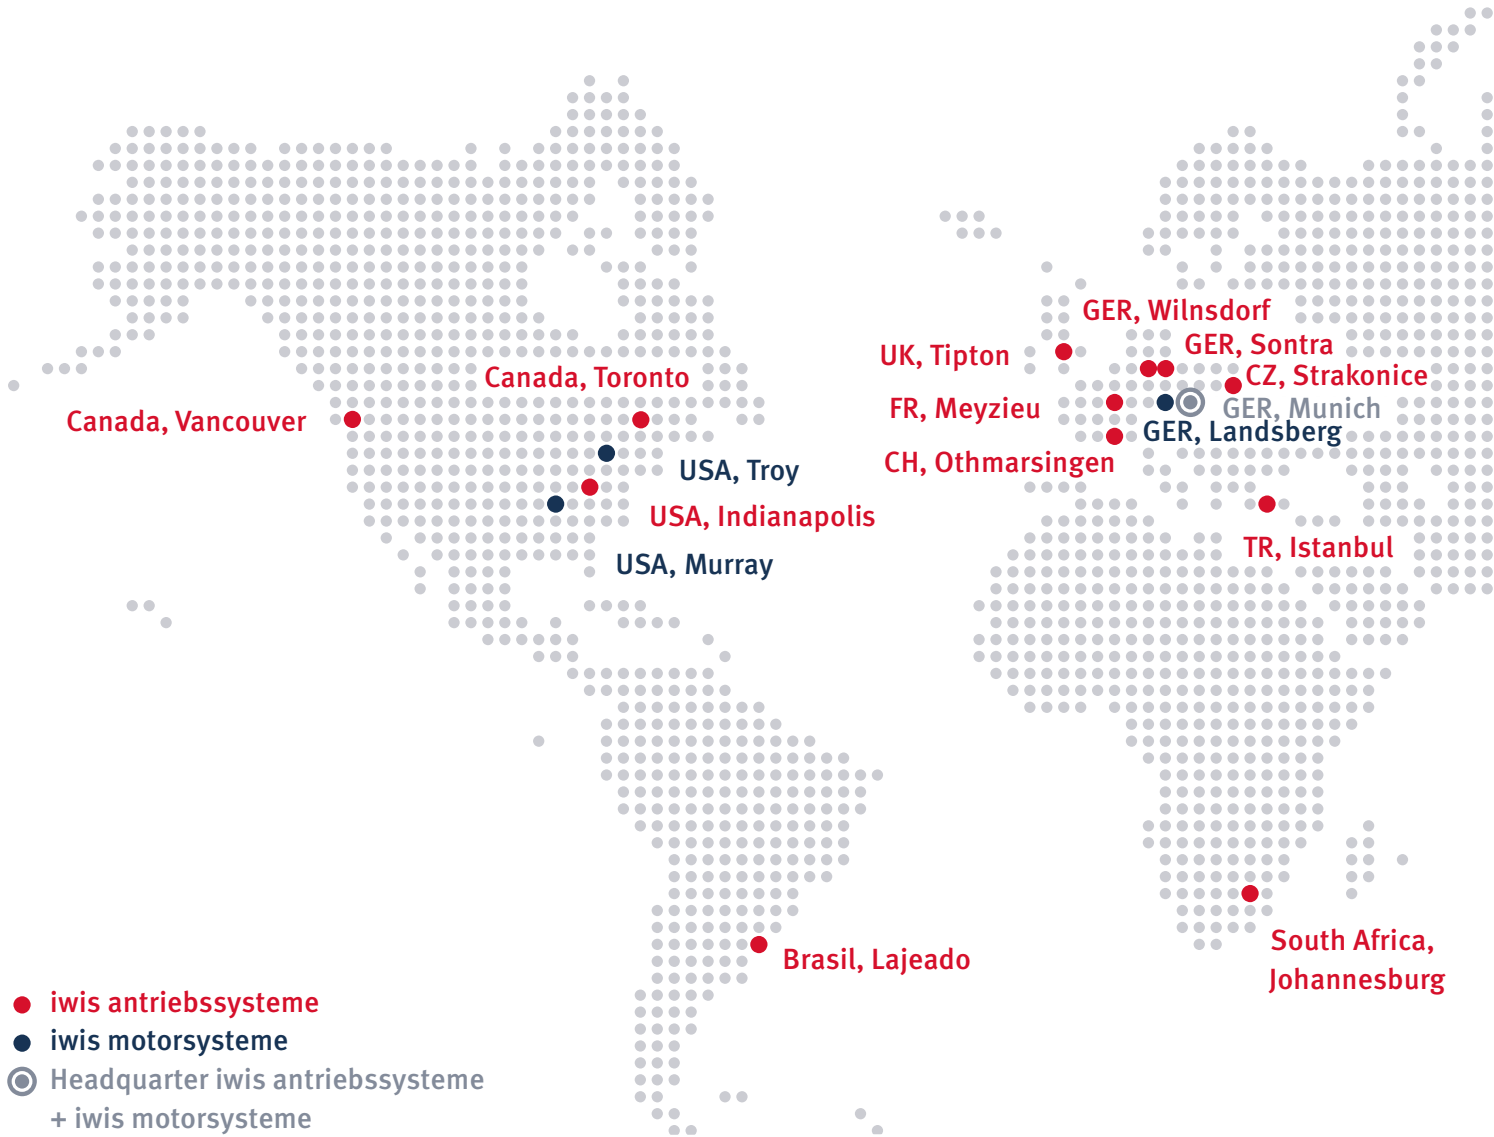 GER, Wilnsdorf
GER, Sontra
UK, Tipton
CZ, Strakonice
Canada, Toronto
FR, Meyzieu
GER, Munich
Canada, Vancouver
GER, Landsberg
CH, Othmarsingen
USA, Troy
USA, Indianapolis
TR, Istanbul
USA, Murray
South Africa,
Johannesburg
Brasil, Lajeado
iwis antriebssysteme
iwis motorsysteme
Headquarter iwis antriebssysteme
+ iwis motorsysteme